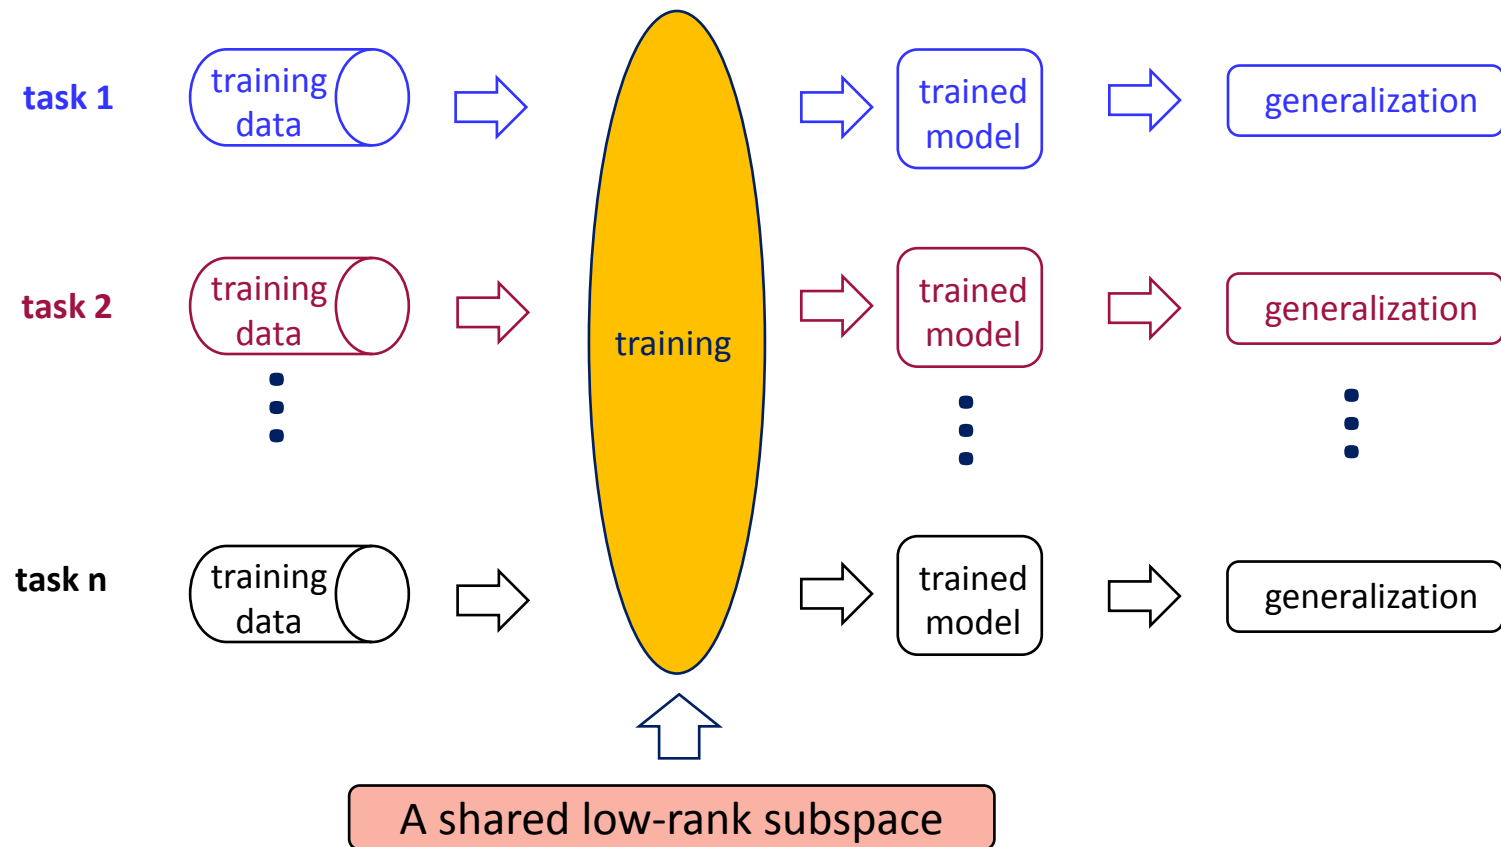 task 1
training
data
trained
model
generalization
task 2
training
data
training
trained
model
generalization
task n
training
data
trained
model
generalization
A shared low-rank subspace